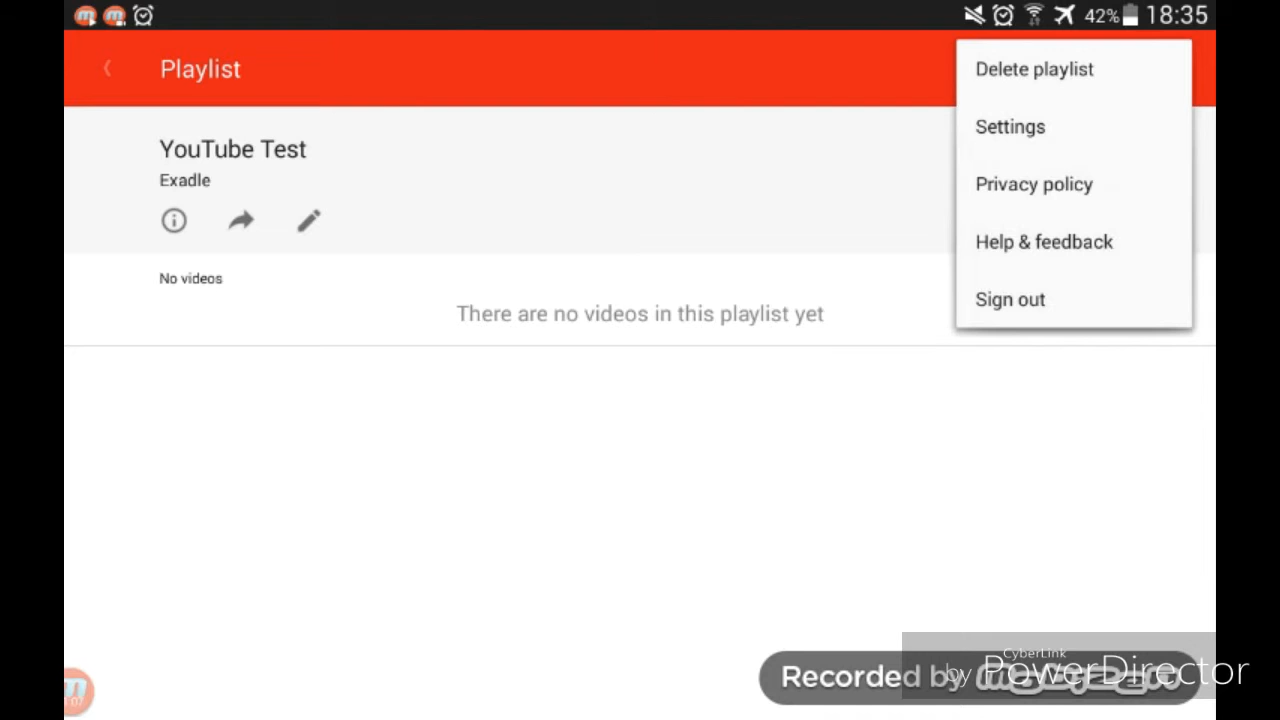 42% 18:35
Playlist
Delete playlist
Settings
Privacy policy
Help & feedback
Sign out
YouTube Test
Exadle
No videos
There are no videos in this playlist yet
CyberLink
Recorded by
by PowerDirector